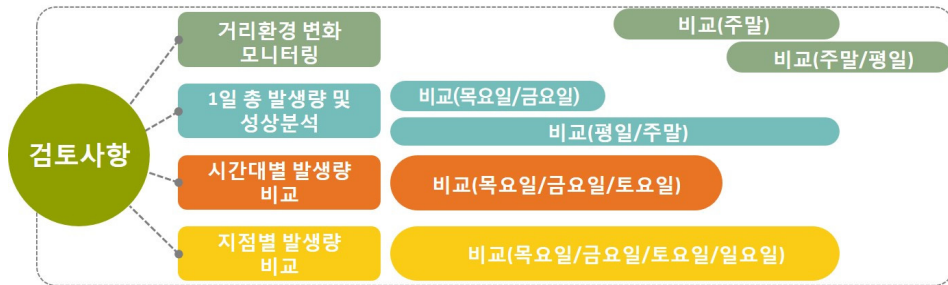 검토사항
거리환경 변화
모니터링
비교(주말)
비교(주말/평일)
1일 총 발생량 및
성상분석
비교(목요일/금요일)
비교(평일/주말)
시간대별 발생량
비교
비교(목요일/금요일/토요일)
지점별 발생량
비교
비교(목요일/금요일/토요일/일요일)